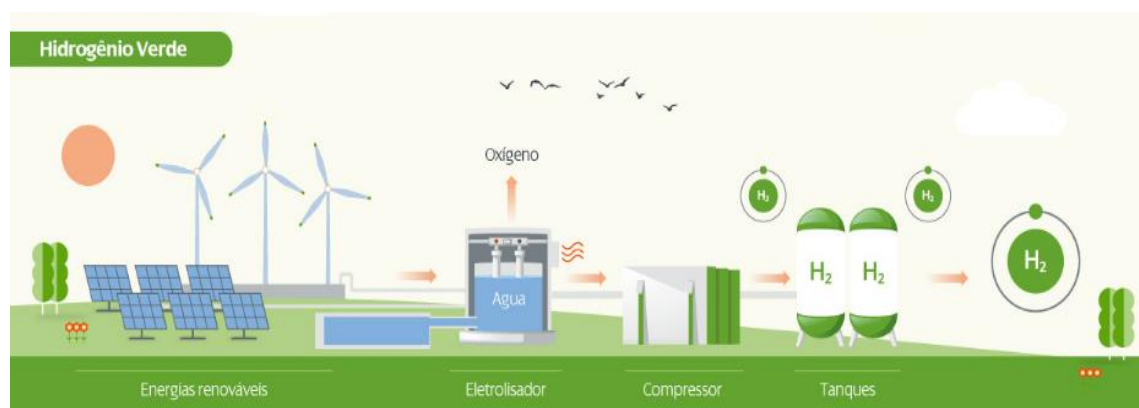 Hidrogênio Verde
Oxígeno
H₂
H₂
H₂
H₂
H₂
Agua
Energias renováveis
Eletrolisador
Compressor
Tanques